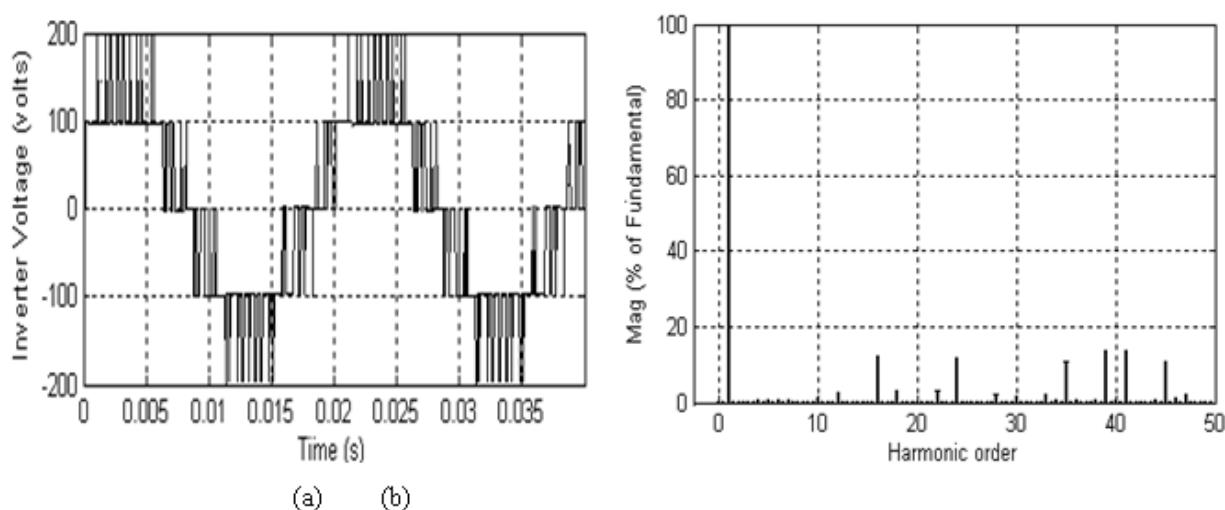 Inverter Voltage (volts)
200
100
0
-100
-200
0 0.005 0.01 0.015 0.02 0.025 0.03 0.035
Time (s)
Mag (% of Fundamental)
100
80
60
40
20
0
0 10 20 30 40 50
Harmonic order
(a) (b)